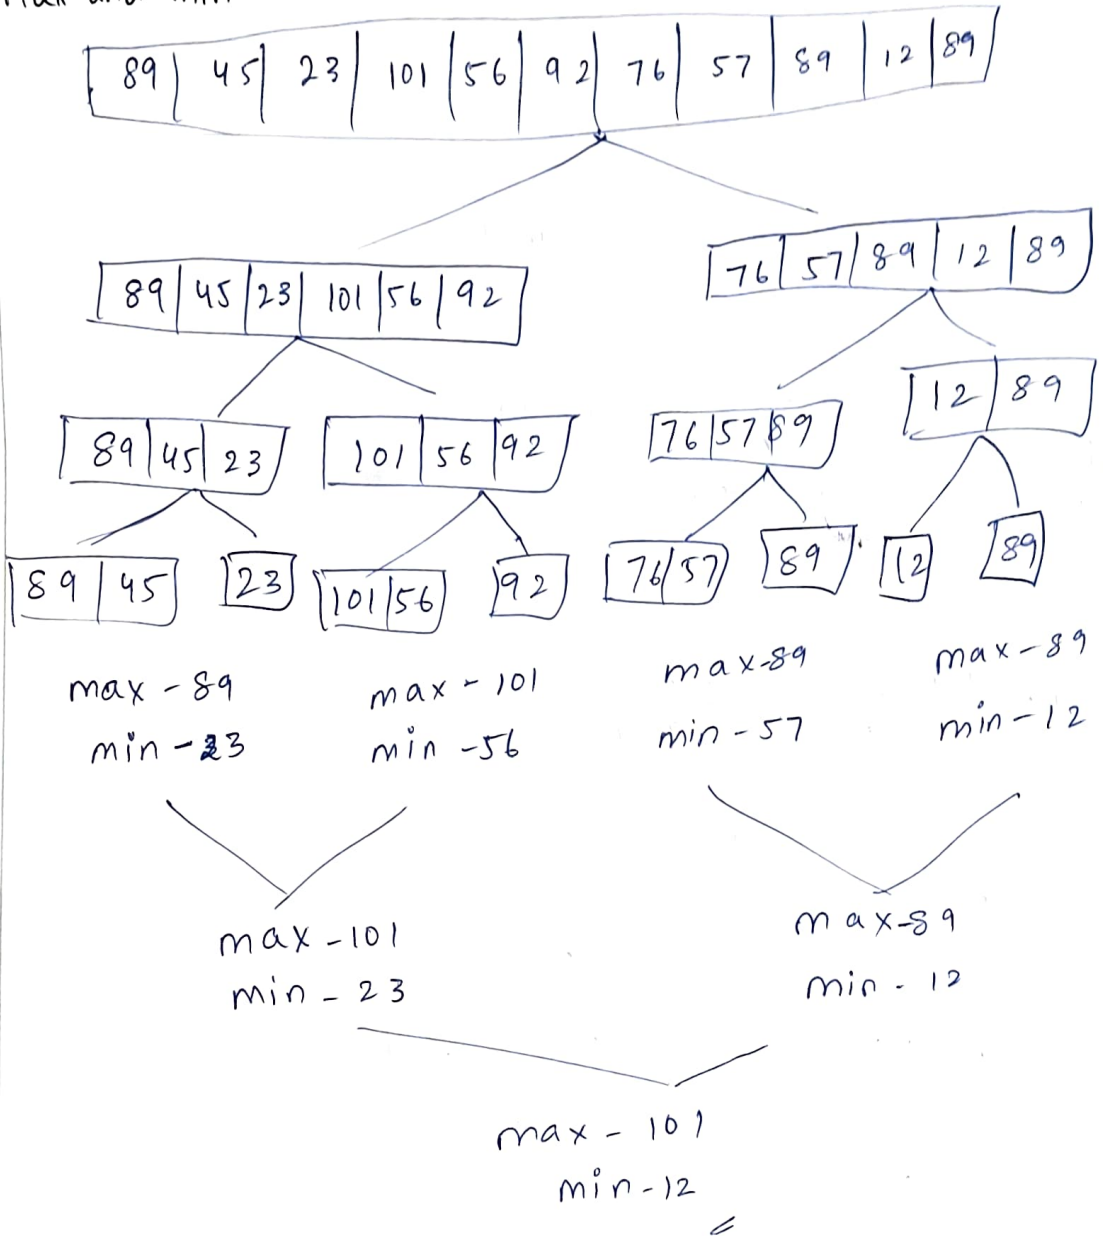 89 45 23 101 56 92 76 57 89 12 89
89 45 23 101 56 92
76 57 89 12 89
89 45 23
101 56 92
76 57 89
12 89
89 45
23
101 56
92
76 57
89
12
89
max - 89
min - 23
max - 101
min - 56
max-89
min - 57
max - 89
min - 12
max - 101
min - 23
max-89
min - 12
max - 101
min - 12